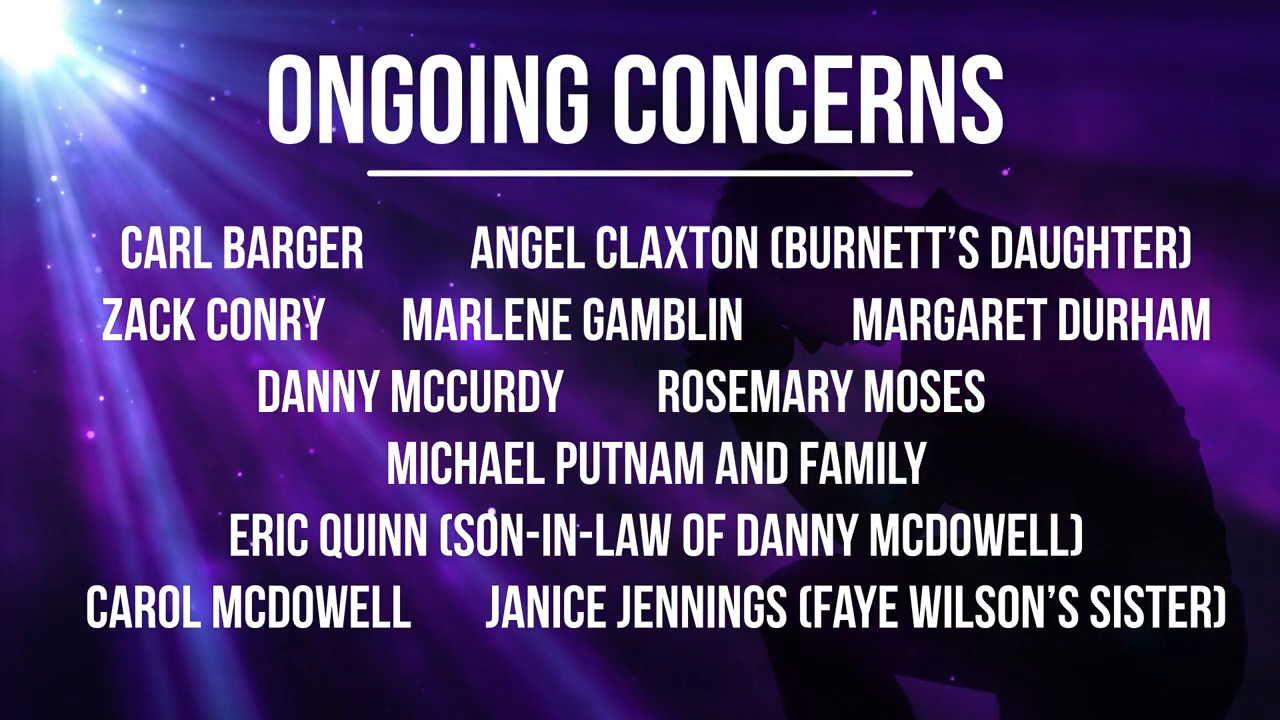 ONGOING CONCERNS
CARL BARGER ANGEL CLAXTON (BURNETT’S DAUGHTER)
ZACK CONRY MARLENE GAMBLIN MARGARET DURHAM
DANNY MCCURDY ROSEMARY MOSES
MICHAEL PUTNAM AND FAMILY
ERIC QUINN (SON-IN-LAW OF DANNY MCDOWELL)
CAROL MCDOWELL JANICE JENNINGS (FAYE WILSON’S SISTER)